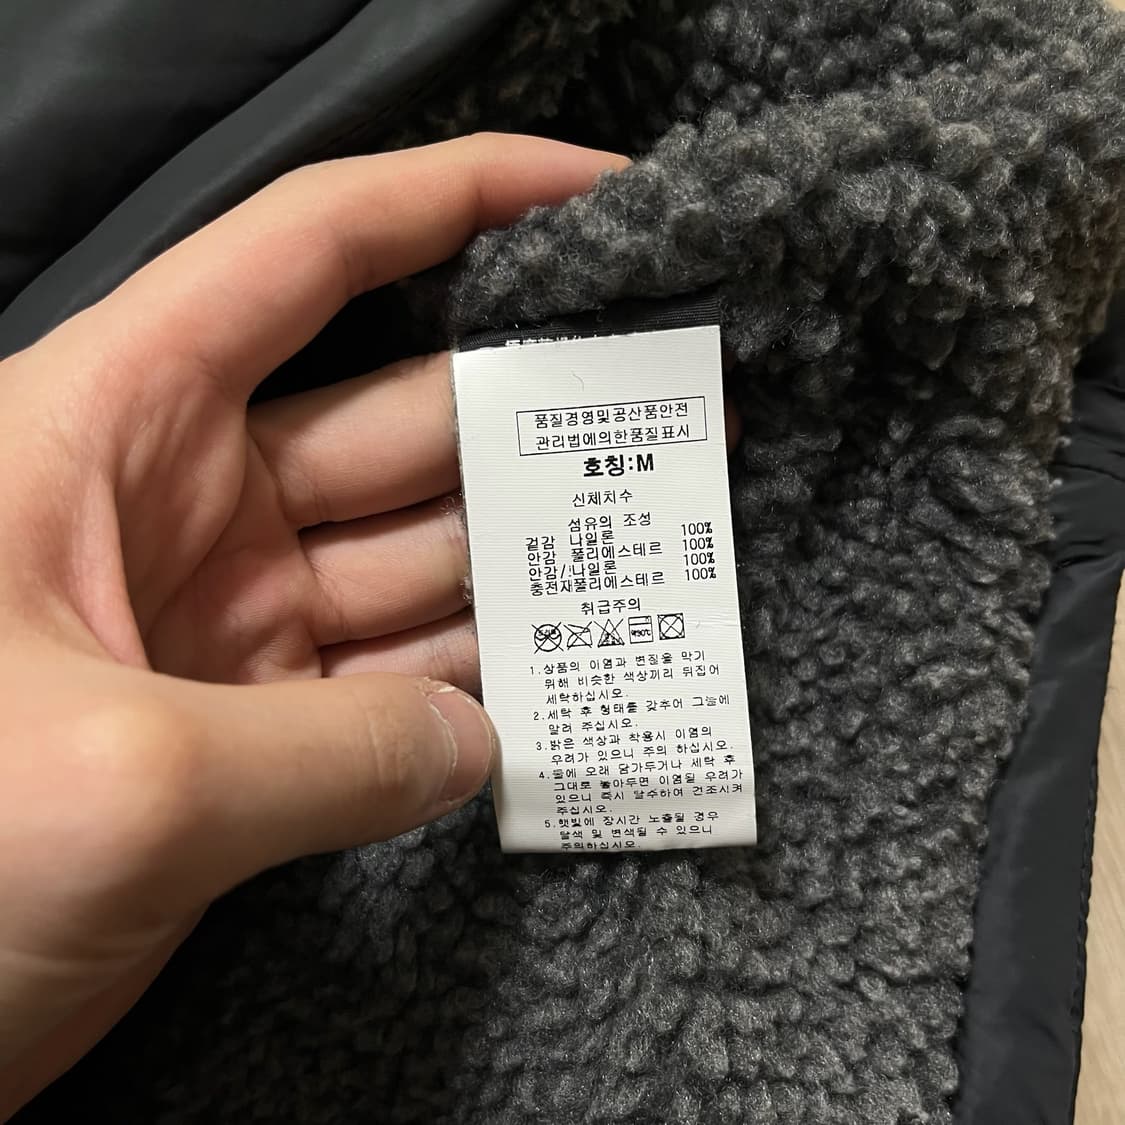 품질경영및공산품안전
관리법에의한품질표시
호칭:M
신체치수
섬유의 조성
겉감 나일론 100%
안감 폴리에스테르 100%
안감/ 나일론 100%
충전재폴리에스테르 100%
취급주의
1.상품의 이염과 변질을 막기
위해 비슷한 색상끼리 뒤집어
세탁하십시오.
2.세탁 후 형태를 갖추어 그늘에
말려 주십시오.
3.밝은 색상과 착용시 이염의
우려가 있으니 주의 하십시오.
4.물에 오래 담가두거나 세탁 후
그대로 놓아두면 이염될 우려가
있으니 즉시 탈수하여 건조시켜
주십시오.
5.햇빛에 장시간 노출될 경우
탈색 및 변색될 수 있으니
주의하십시오.